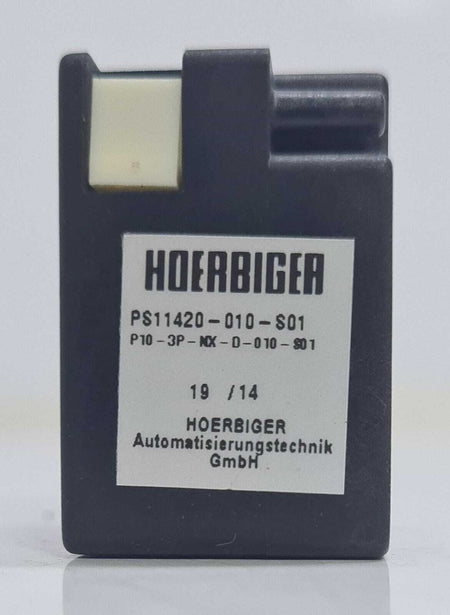 HOERBIGER
PS11420-010-S01
P10-3P-NX-D-010-S01
19 /14
HOERBIGER
Automatisierungstechnik
GmbH